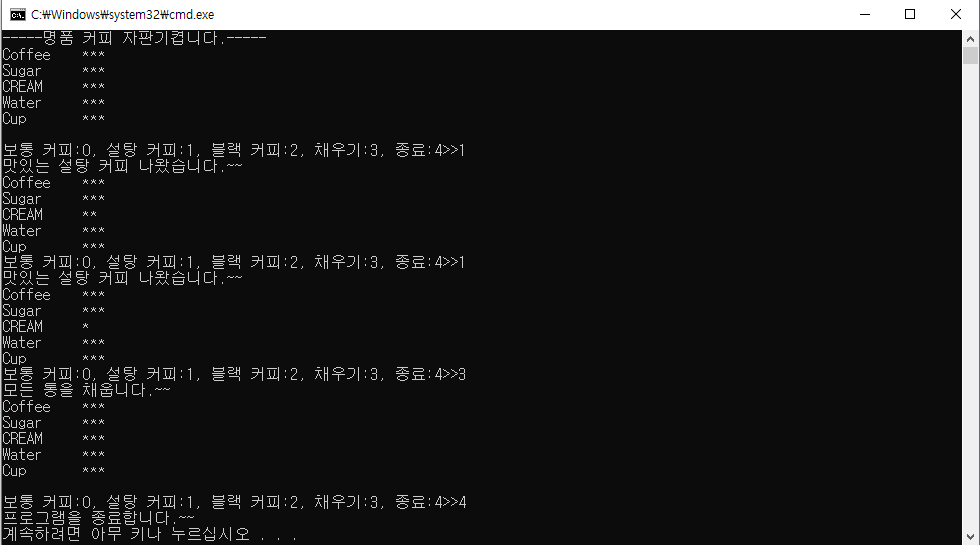 C:₩Windows₩system32₩cmd.exe
-----명품 커피 자판기켭니다.-----
Coffee ***
Sugar ***
CREAM ***
Water ***
Cup ***
보통 커피:0, 설탕 커피:1, 블랙 커피:2, 채우기:3, 종료:4>>1
맛있는 설탕 커피 나왔습니다.~~
Coffee ***
Sugar ***
CREAM **
Water ***
Cup ***
보통 커피:0, 설탕 커피:1, 블랙 커피:2, 채우기:3, 종료:4>>1
맛있는 설탕 커피 나왔습니다.~~
Coffee ***
Sugar ***
CREAM *
Water ***
Cup ***
보통 커피:0, 설탕 커피:1, 블랙 커피:2, 채우기:3, 종료:4>>3
모든 통을 채웁니다.~~
Coffee ***
Sugar ***
CREAM ***
Water ***
Cup ***
보통 커피:0, 설탕 커피:1, 블랙 커피:2, 채우기:3, 종료:4>>4
프로그램을 종료합니다.~~
계속하려면 아무 키나 누르십시오 . . .